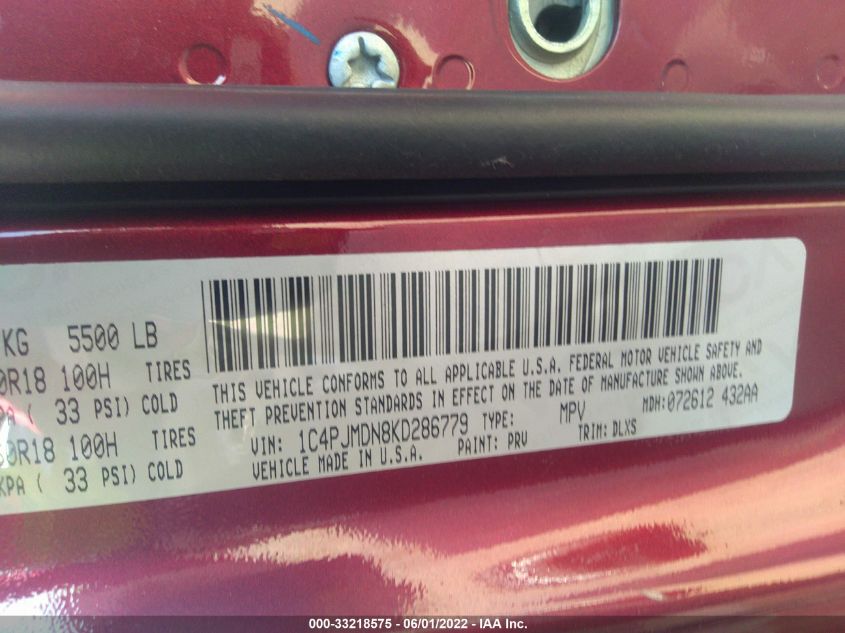 KG 5500 LB
0R18 100H TIRES
PA ( 33 PSI) COLD
0R18 100H TIRES
KPA ( 33 PSI) COLD
THIS VEHICLE CONFORMS TO ALL APPLICABLE U.S.A. FEDERAL MOTOR VEHICLE SAFETY AND
THEFT PREVENTION STANDARDS IN EFFECT ON THE DATE OF MANUFACTURE SHOWN ABOVE.
VIN: 1C4PJMDN8KD286779 TYPE: MPV MDH:072612 432AA
VEHICLE MADE IN U.S.A. PAINT: PRV TRIM: DLXS
000-33218575 - 06/01/2022 - IAA Inc.